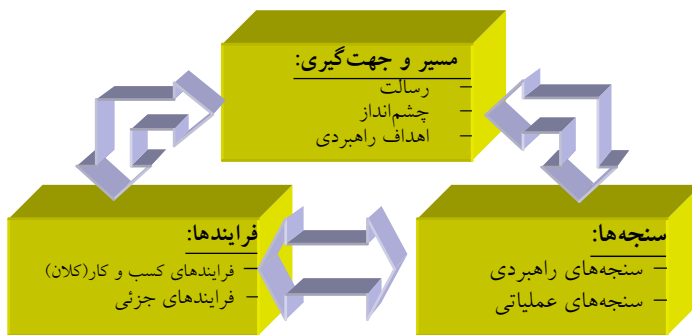 مسیر و جهت‌گیری:
– رسالت
– چشم‌انداز
– اهداف راهبردی
سنجه‌ها:
– سنجه‌های راهبردی
– سنجه‌های عملیاتی
فرایندها:
– فرایندهای کسب و کار(کلان)
– فرایندهای جزئی